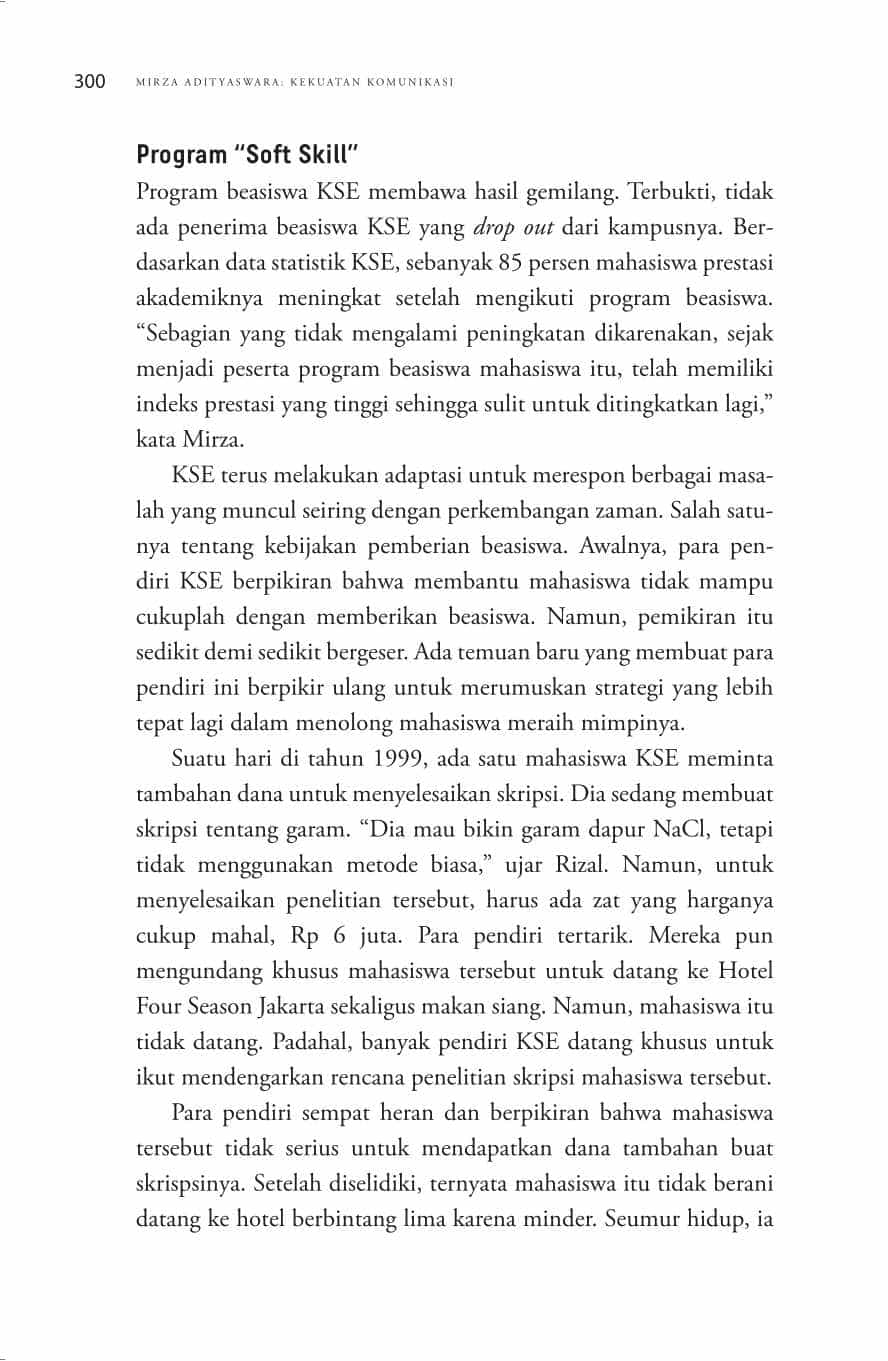 300 MIRZA ADITYASWARA: KEKUATAN KOMUNIKASI
Program “Soft Skill”
Program beasiswa KSE membawa hasil gemilang. Terbukti, tidak
ada penerima beasiswa KSE yang drop out dari kampusnya. Ber-
dasarkan data statistik KSE, sebanyak 85 persen mahasiswa prestasi
akademiknya meningkat setelah mengikuti program beasiswa.
“Sebagian yang tidak mengalami peningkatan dikarenakan, sejak
menjadi peserta program beasiswa mahasiswa itu, telah memiliki
indeks prestasi yang tinggi sehingga sulit untuk ditingkatkan lagi,”
kata Mirza.
KSE terus melakukan adaptasi untuk merespon berbagai masa-
lah yang muncul seiring dengan perkembangan zaman. Salah satu-
nya tentang kebijakan pemberian beasiswa. Awalnya, para pen-
diri KSE berpikiran bahwa membantu mahasiswa tidak mampu
cukuplah dengan memberikan beasiswa. Namun, pemikiran itu
sedikit demi sedikit bergeser. Ada temuan baru yang membuat para
pendiri ini berpikir ulang untuk merumuskan strategi yang lebih
tepat lagi dalam menolong mahasiswa meraih mimpinya.
Suatu hari di tahun 1999, ada satu mahasiswa KSE meminta
tambahan dana untuk menyelesaikan skripsi. Dia sedang membuat
skripsi tentang garam. “Dia mau bikin garam dapur NaCl, tetapi
tidak menggunakan metode biasa,” ujar Rizal. Namun, untuk
menyelesaikan penelitian tersebut, harus ada zat yang harganya
cukup mahal, Rp 6 juta. Para pendiri tertarik. Mereka pun
mengundang khusus mahasiswa tersebut untuk datang ke Hotel
Four Season Jakarta sekaligus makan siang. Namun, mahasiswa itu
tidak datang. Padahal, banyak pendiri KSE datang khusus untuk
ikut mendengarkan rencana penelitian skripsi mahasiswa tersebut.
Para pendiri sempat heran dan berpikiran bahwa mahasiswa
tersebut tidak serius untuk mendapatkan dana tambahan buat
skrispsinya. Setelah diselidiki, ternyata mahasiswa itu tidak berani
datang ke hotel berbintang lima karena minder. Seumur hidup, ia